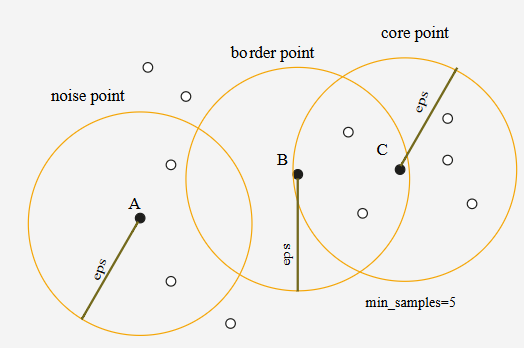 core point
border point
noise point
eps
B
C
A
eps
eps
min_samples=5